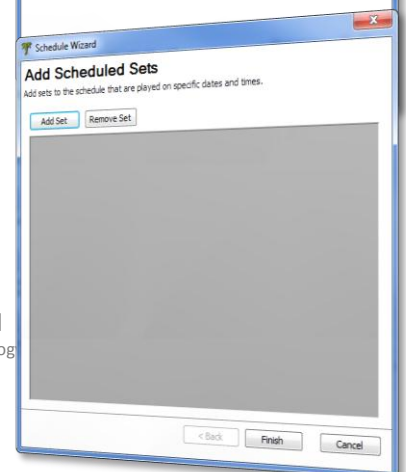 Schedule Wizard
X
Add Scheduled Sets
Add sets to the schedule that are played on specific dates and times.
Add Set Remove Set
og
< Back Finish Cancel